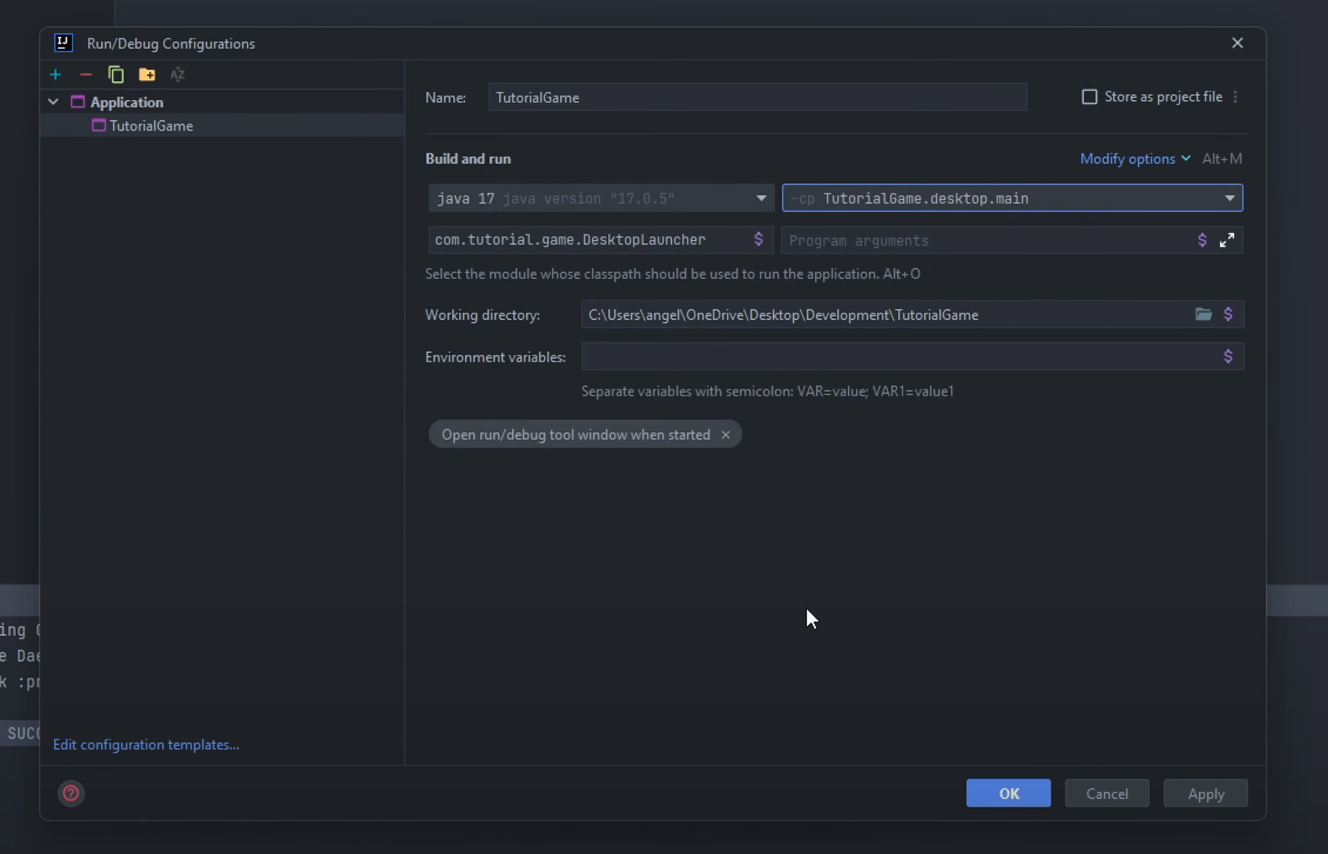 Run/Debug Configurations
Application
TutorialGame
Name: TutorialGame
Store as project file
Build and run
Modify options Alt+M
java 17 java version "17.0.5"
-cp TutorialGame.desktop.main
com.tutorial.game.DesktopLauncher
Program arguments
Select the module whose classpath should be used to run the application. Alt+O
Working directory: C:\Users\angel\OneDrive\Desktop\Development\TutorialGame
Environment variables:
Separate variables with semicolon: VAR=value; VAR1=value1
Open run/debug tool window when started
ing
e Dae
k :pr
SUCC
Edit configuration templates...
OK
Cancel
Apply